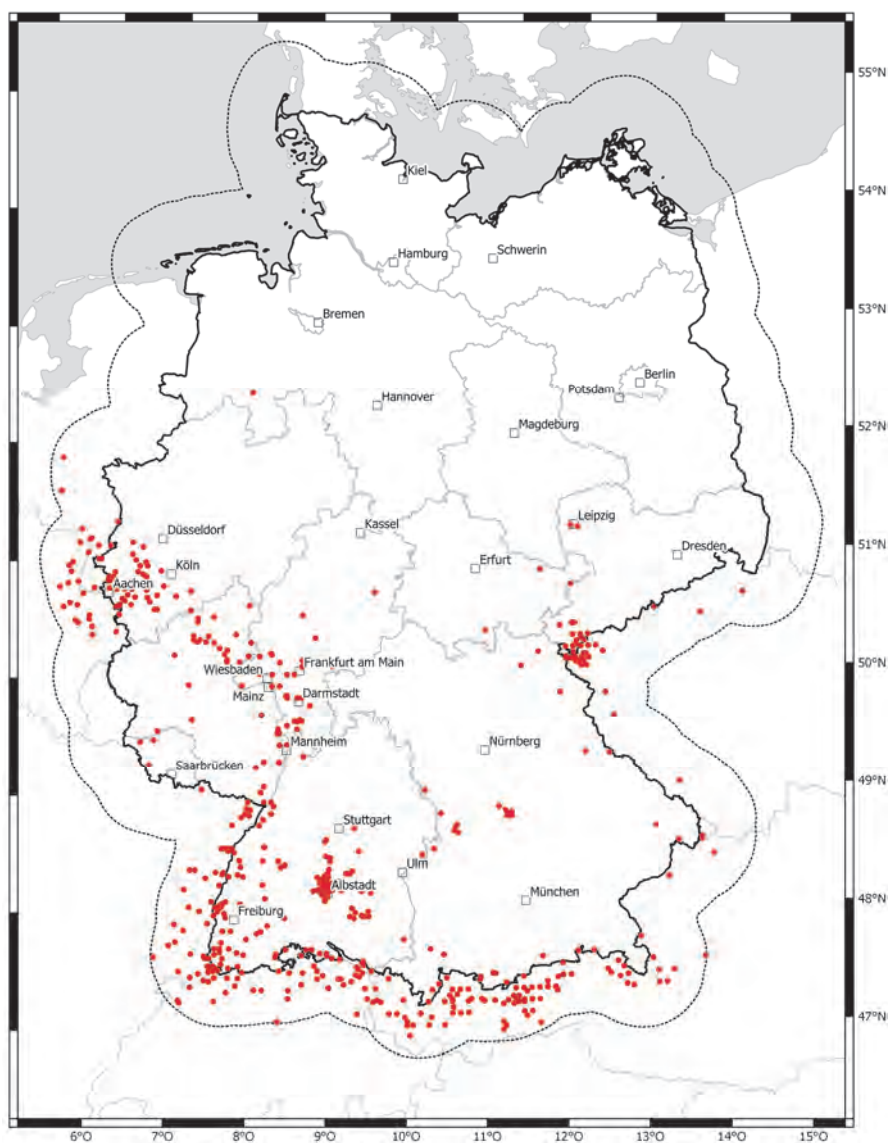 55°N
Kiel
54°N
Hamburg
Schwerin
53°N
Bremen
Berlin
Potsdam
Hannover
52°N
Magdeburg
Leipzig
Düsseldorf
Kassel
51°N
Dresden
Köln
Erfurt
Aachen
50°N
Wiesbaden
Frankfurt am Main
Mainz
Darmstadt
Mannheim
Nürnberg
Saarbrücken
49°N
Stuttgart
Ulm
Albstadt
48°N
München
Freiburg
47°N
6°O 7°O 8°O 9°O 10°O 11°O 12°O 13°O 14°O 15°O